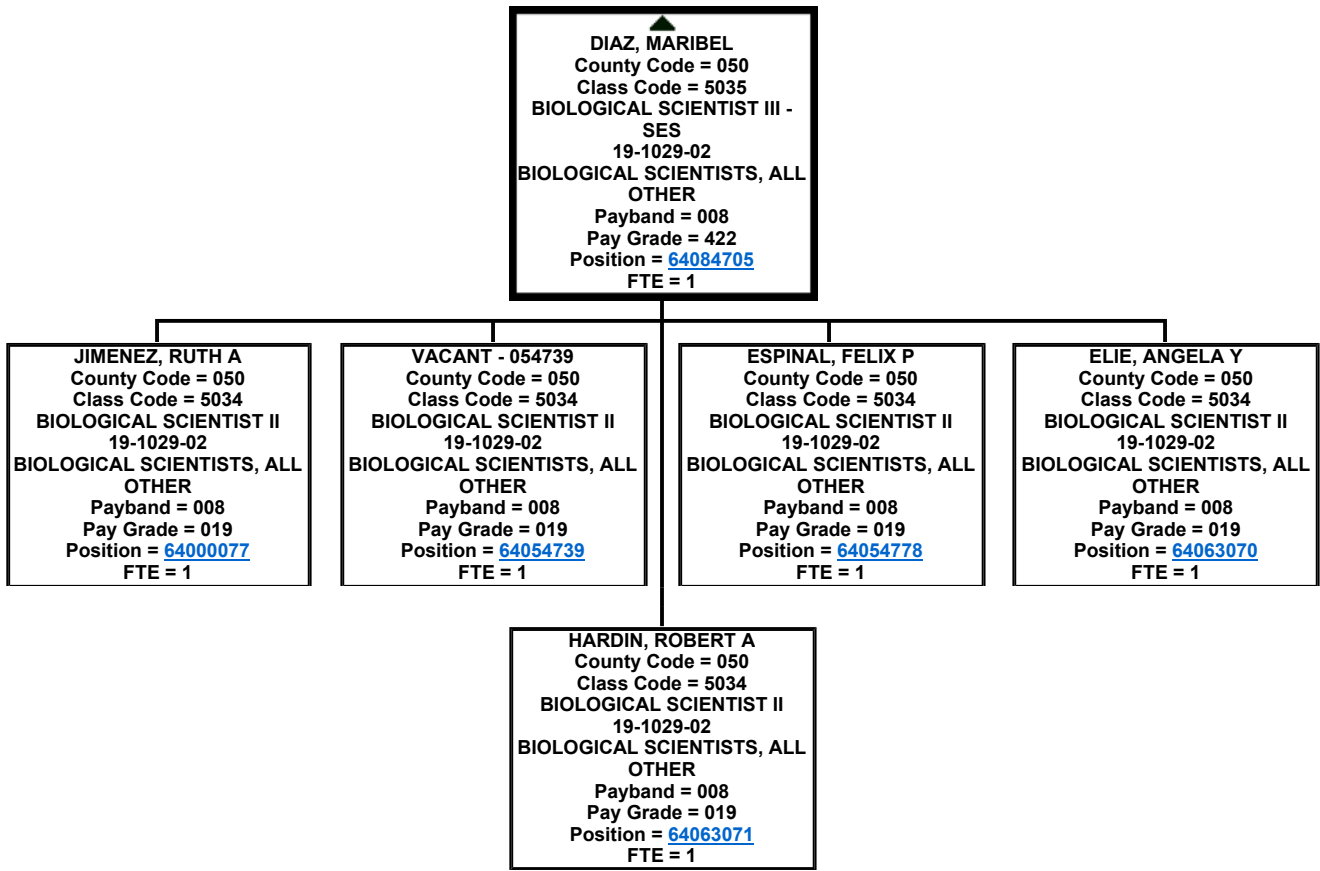 DIAZ, MARIBEL
County Code = 050
Class Code = 5035
BIOLOGICAL SCIENTIST III -
SES
19-1029-02
BIOLOGICAL SCIENTISTS, ALL
OTHER
Payband = 008
Pay Grade = 422
Position = 64084705
FTE = 1
JIMENEZ, RUTH A
County Code = 050
Class Code = 5034
BIOLOGICAL SCIENTIST II
19-1029-02
BIOLOGICAL SCIENTISTS, ALL
OTHER
Payband = 008
Pay Grade = 019
Position = 64000077
FTE = 1
VACANT - 054739
County Code = 050
Class Code = 5034
BIOLOGICAL SCIENTIST II
19-1029-02
BIOLOGICAL SCIENTISTS, ALL
OTHER
Payband = 008
Pay Grade = 019
Position = 64054739
FTE = 1
ESPINAL, FELIX P
County Code = 050
Class Code = 5034
BIOLOGICAL SCIENTIST II
19-1029-02
BIOLOGICAL SCIENTISTS, ALL
OTHER
Payband = 008
Pay Grade = 019
Position = 64054778
FTE = 1
ELIE, ANGELA Y
County Code = 050
Class Code = 5034
BIOLOGICAL SCIENTIST II
19-1029-02
BIOLOGICAL SCIENTISTS, ALL
OTHER
Payband = 008
Pay Grade = 019
Position = 64063070
FTE = 1
HARDIN, ROBERT A
County Code = 050
Class Code = 5034
BIOLOGICAL SCIENTIST II
19-1029-02
BIOLOGICAL SCIENTISTS, ALL
OTHER
Payband = 008
Pay Grade = 019
Position = 64063071
FTE = 1